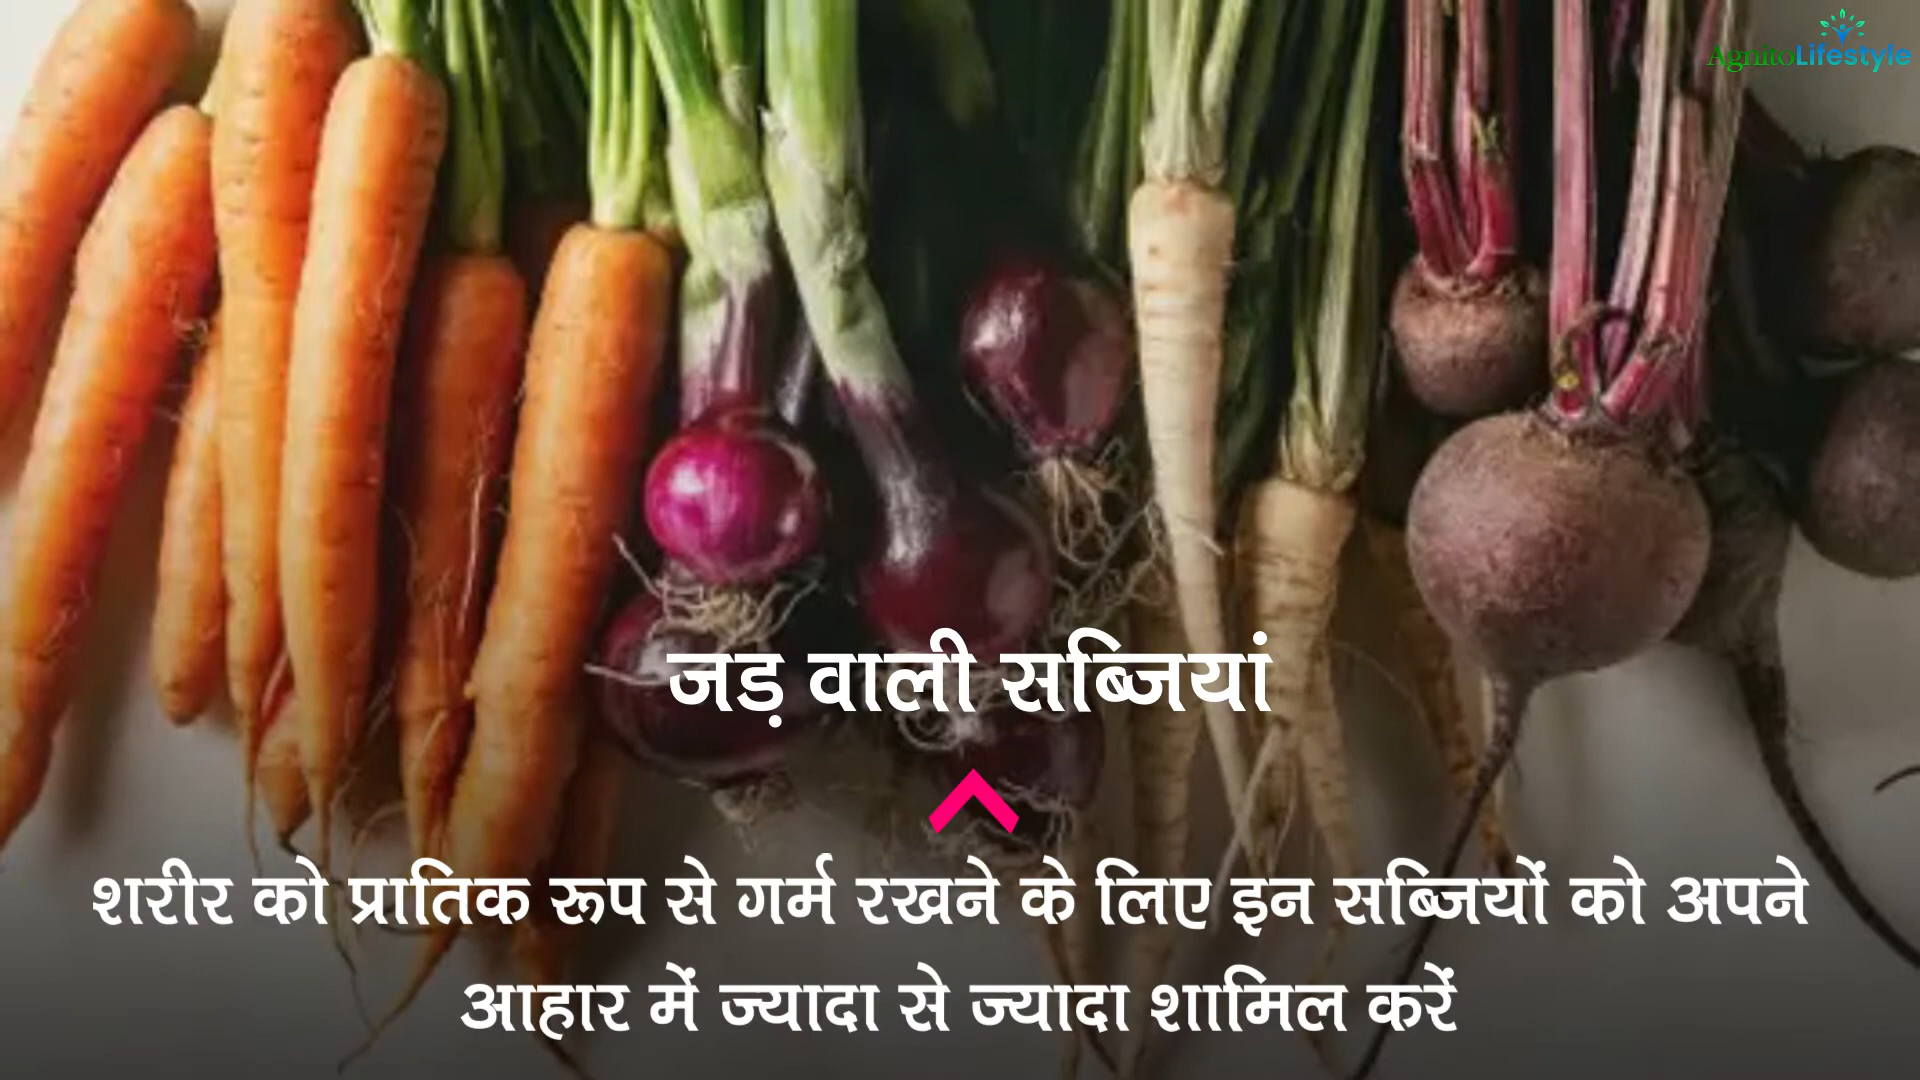 AgnitoLifestyle
जड़ वाली सब्जियां
शरीर को प्रातिक रूप से गर्म रखने के लिए इन सब्जियों को अपने
आहार में ज्यादा से ज्यादा शामिल करें